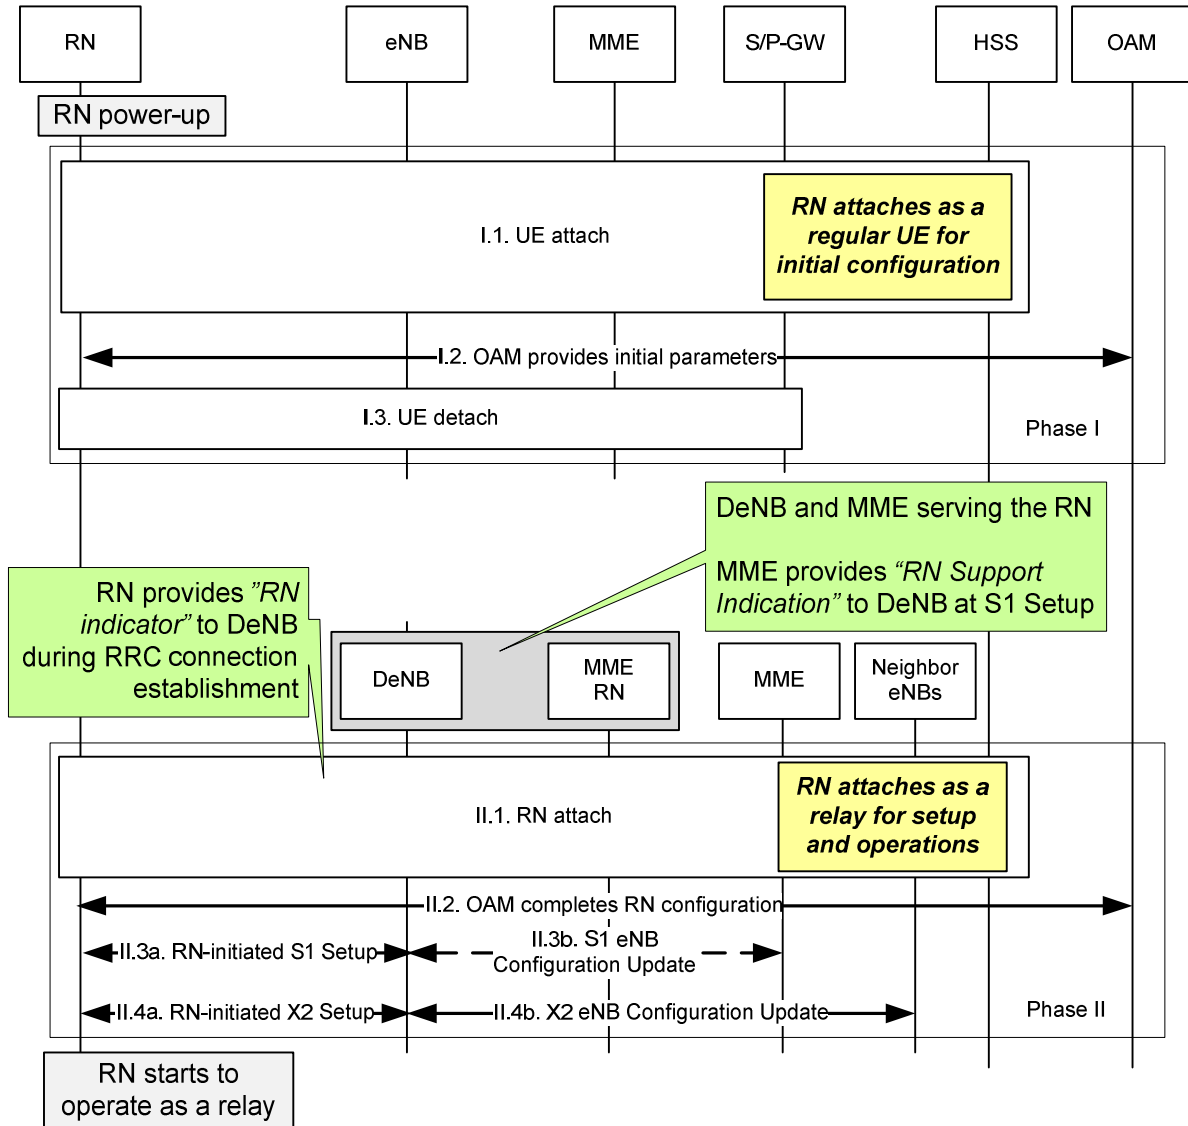 RN
eNB
MME
S/P-GW
HSS
OAM
RN power-up
I.1. UE attach
RN attaches as a
regular UE for
initial configuration
I.2. OAM provides initial parameters
I.3. UE detach
Phase I
DeNB and MME serving the RN
MME provides “RN Support
Indication” to DeNB at S1 Setup
RN provides ”RN
indicator” to DeNB
during RRC connection
establishment
DeNB
MME
RN
MME
Neighbor
eNBs
II.1. RN attach
RN attaches as a
relay for setup
and operations
II.2. OAM completes RN configuration
II.3a. RN-initiated S1 Setup
II.3b. S1 eNB
Configuration Update
II.4a. RN-initiated X2 Setup
II.4b. X2 eNB Configuration Update
Phase II
RN starts to
operate as a relay